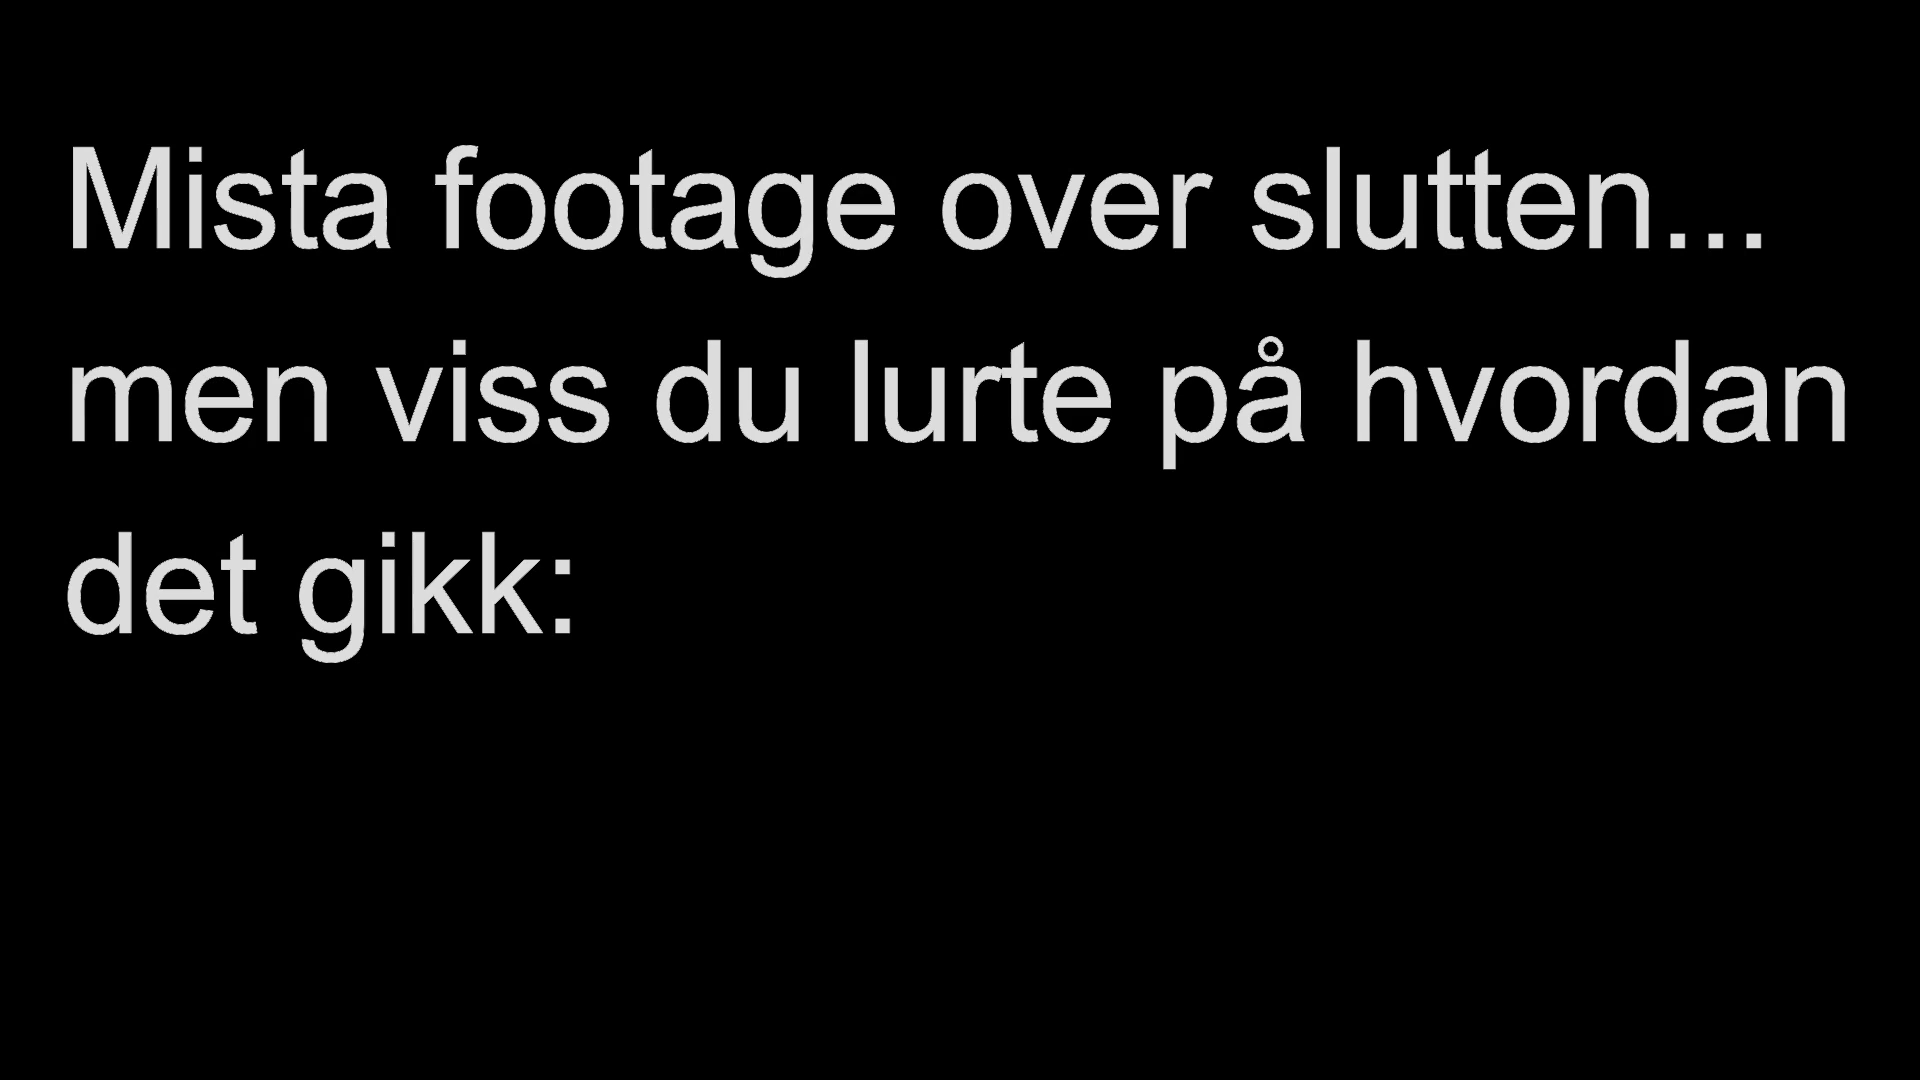 Mista footage over slutten...
men viss du lurte på hvordan
det gikk: